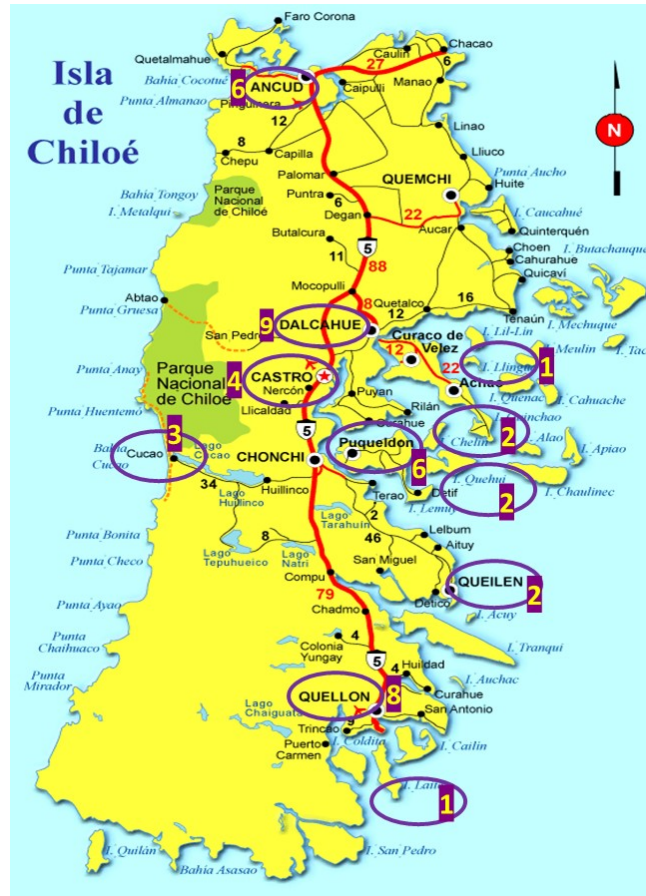 Isla
de
Chiloé
Faro Corona
Quetalmahue
Bahía Cocotué
Punta Almanao
6
ANCUD
Pinguinera
27
Caulin
Chacao
6
Caipulli
Manao
N
12
8
Chepu
Capilla
Linao
Lliuco
Palomar
QUEMCHI
Punta Aucho
Huite
Bahía Tongoy
I. Metalqui
Parque
Nacional
de Chiloé
Puntra
6
Degan
22
I. Caucahué
Aucar
Quinterquén
Butalcura
11
5
88
Choen
I. Butachauque
Cahurahue
Quicaví
Punta Tajamar
Abtao
Punta Gruesa
Mocopulli
8
Quetalco
16
12
Tenaún
I. Mechuque
San Pedro
9
DALCAHUE
Curaco de
Velez
12
I. Lil-Lin
I. Meulin
I. Llingua
1
22
Achao
I. Quenac
I. Cahuache
Punta Anay
Parque
Nacional
de Chiloé
4
CASTRO
Nercón
Llicaldad
Puyan
Rilán
Curahue
Punta Huentemó
3
5
I. Chelín
2
I. Alao
I. Apiao
Bahía
Cucao
Cucao
Lago
Cucao
CHONCHI
Puqueldon
6
I. Quehui
2
I. Chaulinec
34
Huillinco
Lago
Huillinco
Terao
Detif
I. Lemuy
2
Lago
Tarahuín
46
Lelbum
Aituy
Punta Bonita
8
Lago
Tepuhueico
Lago
Natri
San Miguel
Punta Checo
Compu
QUEILEN
2
Detico
79
Punta Ayao
Chadmo
I. Acuy
4
Colonia
Yungay
I. Tranqui
Punta
Chaihuaco
5
Huildad
4
I. Auchac
Punta
Mirador
QUELLON
8
Curahue
Lago
Chaiguata
San Antonio
Trincao
9
Puerto
Carmen
I. Coldita
I. Cailín
1
I. Quilán
Bahía Asasao
I. San Pedro